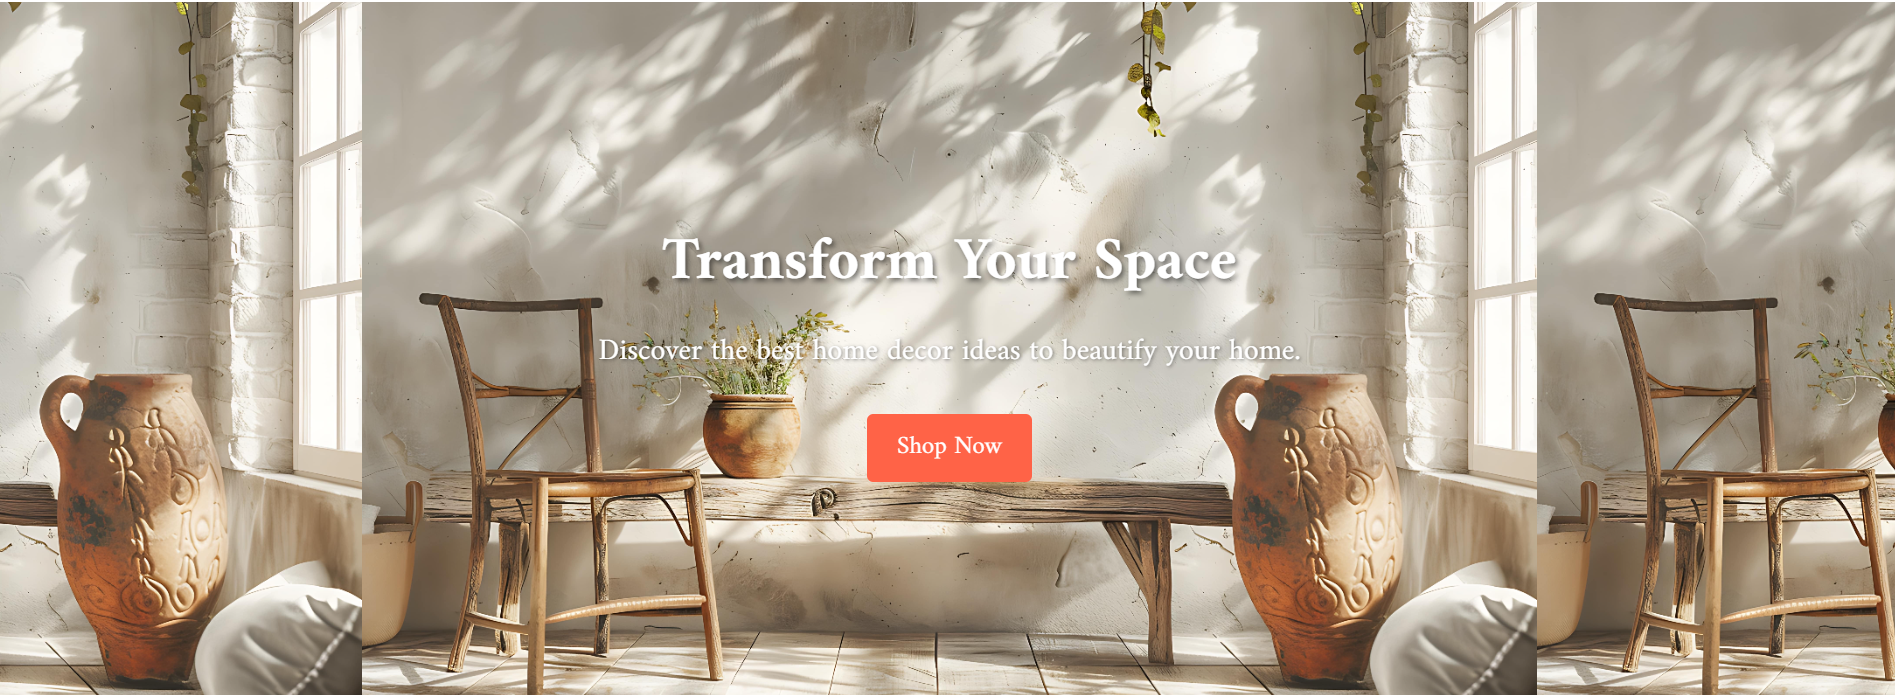 Transform Your Space
Discover the best home decor ideas to beautify your home.
Shop Now